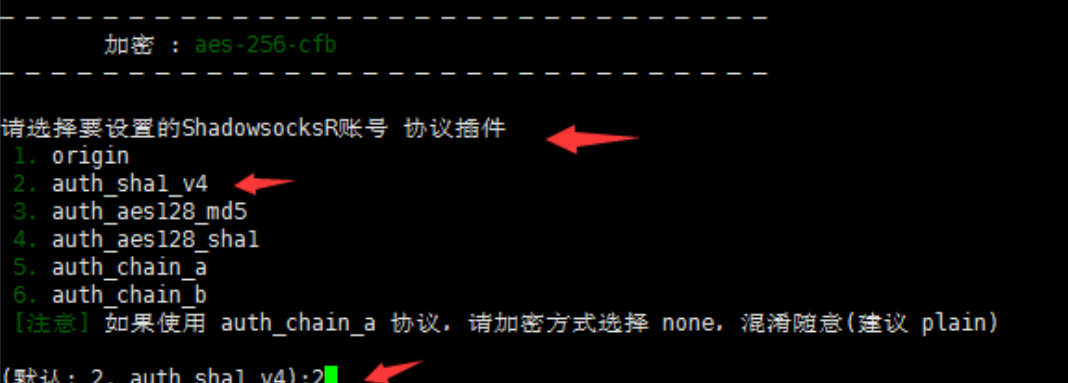 加密 : aes-256-cfb
请选择要设置的ShadowsocksR账号 协议插件
1. origin
2. auth_sha1_v4
3. auth_aes128_md5
4. auth_aes128_sha1
5. auth_chain_a
6. auth_chain_b
[注意] 如果使用 auth_chain_a 协议，请加密方式选择 none，混淆随意(建议 plain)
(默认: 2. auth_sha1_v4):2